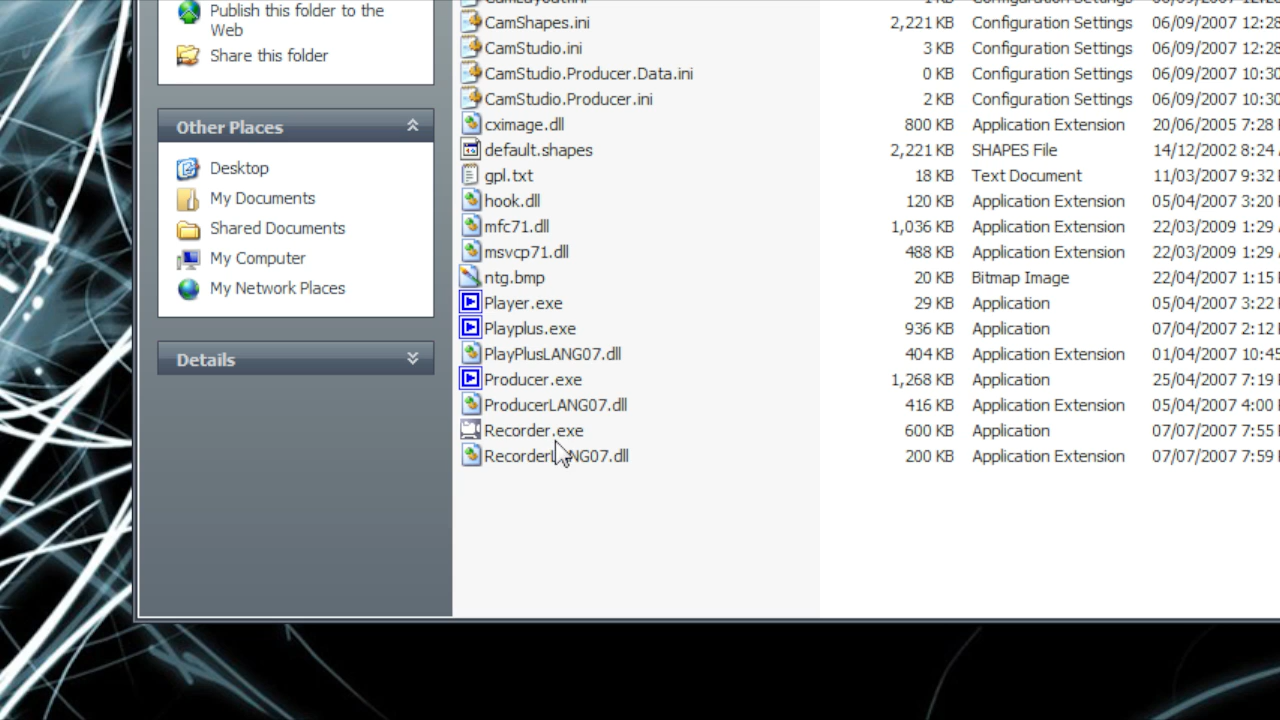 Publish this folder to the
Web
Share this folder
Other Places
Desktop
My Documents
Shared Documents
My Computer
My Network Places
Details
CamLayout.ini 1 KB Configuration Settings 06/09/2007 12:28
CamShapes.ini 2,221 KB Configuration Settings 06/09/2007 12:28
CamStudio.ini 3 KB Configuration Settings 06/09/2007 12:28
CamStudio.Producer.Data.ini 0 KB Configuration Settings 06/09/2007 10:30
CamStudio.Producer.ini 2 KB Configuration Settings 06/09/2007 10:30
cximage.dll 800 KB Application Extension 20/06/2005 7:28
default.shapes 2,221 KB SHAPES File 14/12/2002 8:24
gpl.txt 18 KB Text Document 11/03/2007 9:32
hook.dll 120 KB Application Extension 05/04/2007 3:20
mfc71.dll 1,036 KB Application Extension 22/03/2009 1:29
msvcp71.dll 488 KB Application Extension 22/03/2009 1:29
ntg.bmp 20 KB Bitmap Image 22/04/2007 1:15
Player.exe 29 KB Application 05/04/2007 3:22
Playplus.exe 936 KB Application 07/04/2007 2:12
PlayPlusLANG07.dll 404 KB Application Extension 01/04/2007 10:45
Producer.exe 1,268 KB Application 25/04/2007 7:19
ProducerLANG07.dll 416 KB Application Extension 05/04/2007 4:00
Recorder.exe 600 KB Application 07/07/2007 7:55
RecorderLANG07.dll 200 KB Application Extension 07/07/2007 7:59